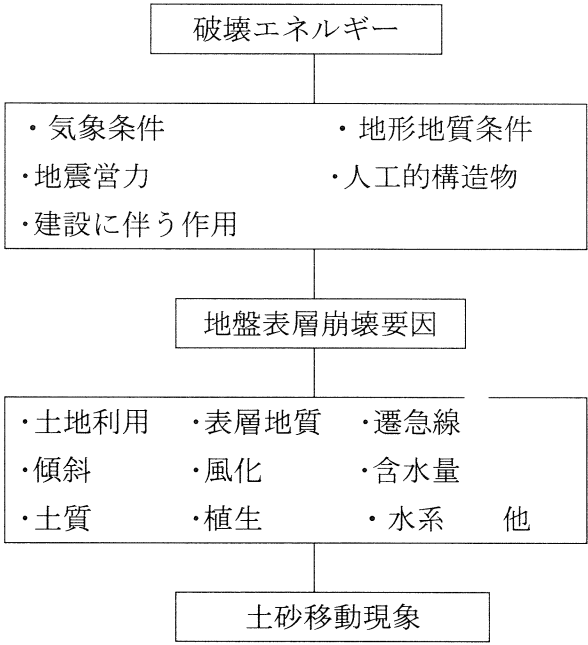 破壊エネルギー
・気象条件 ・地形地質条件
・地震営力 ・人工的構造物
・建設に伴う作用
地盤表層崩壊要因
・土地利用 ・表層地質 ・遷急線
・傾斜 ・風化 ・含水量
・土質 ・植生 ・水系 他
土砂移動現象